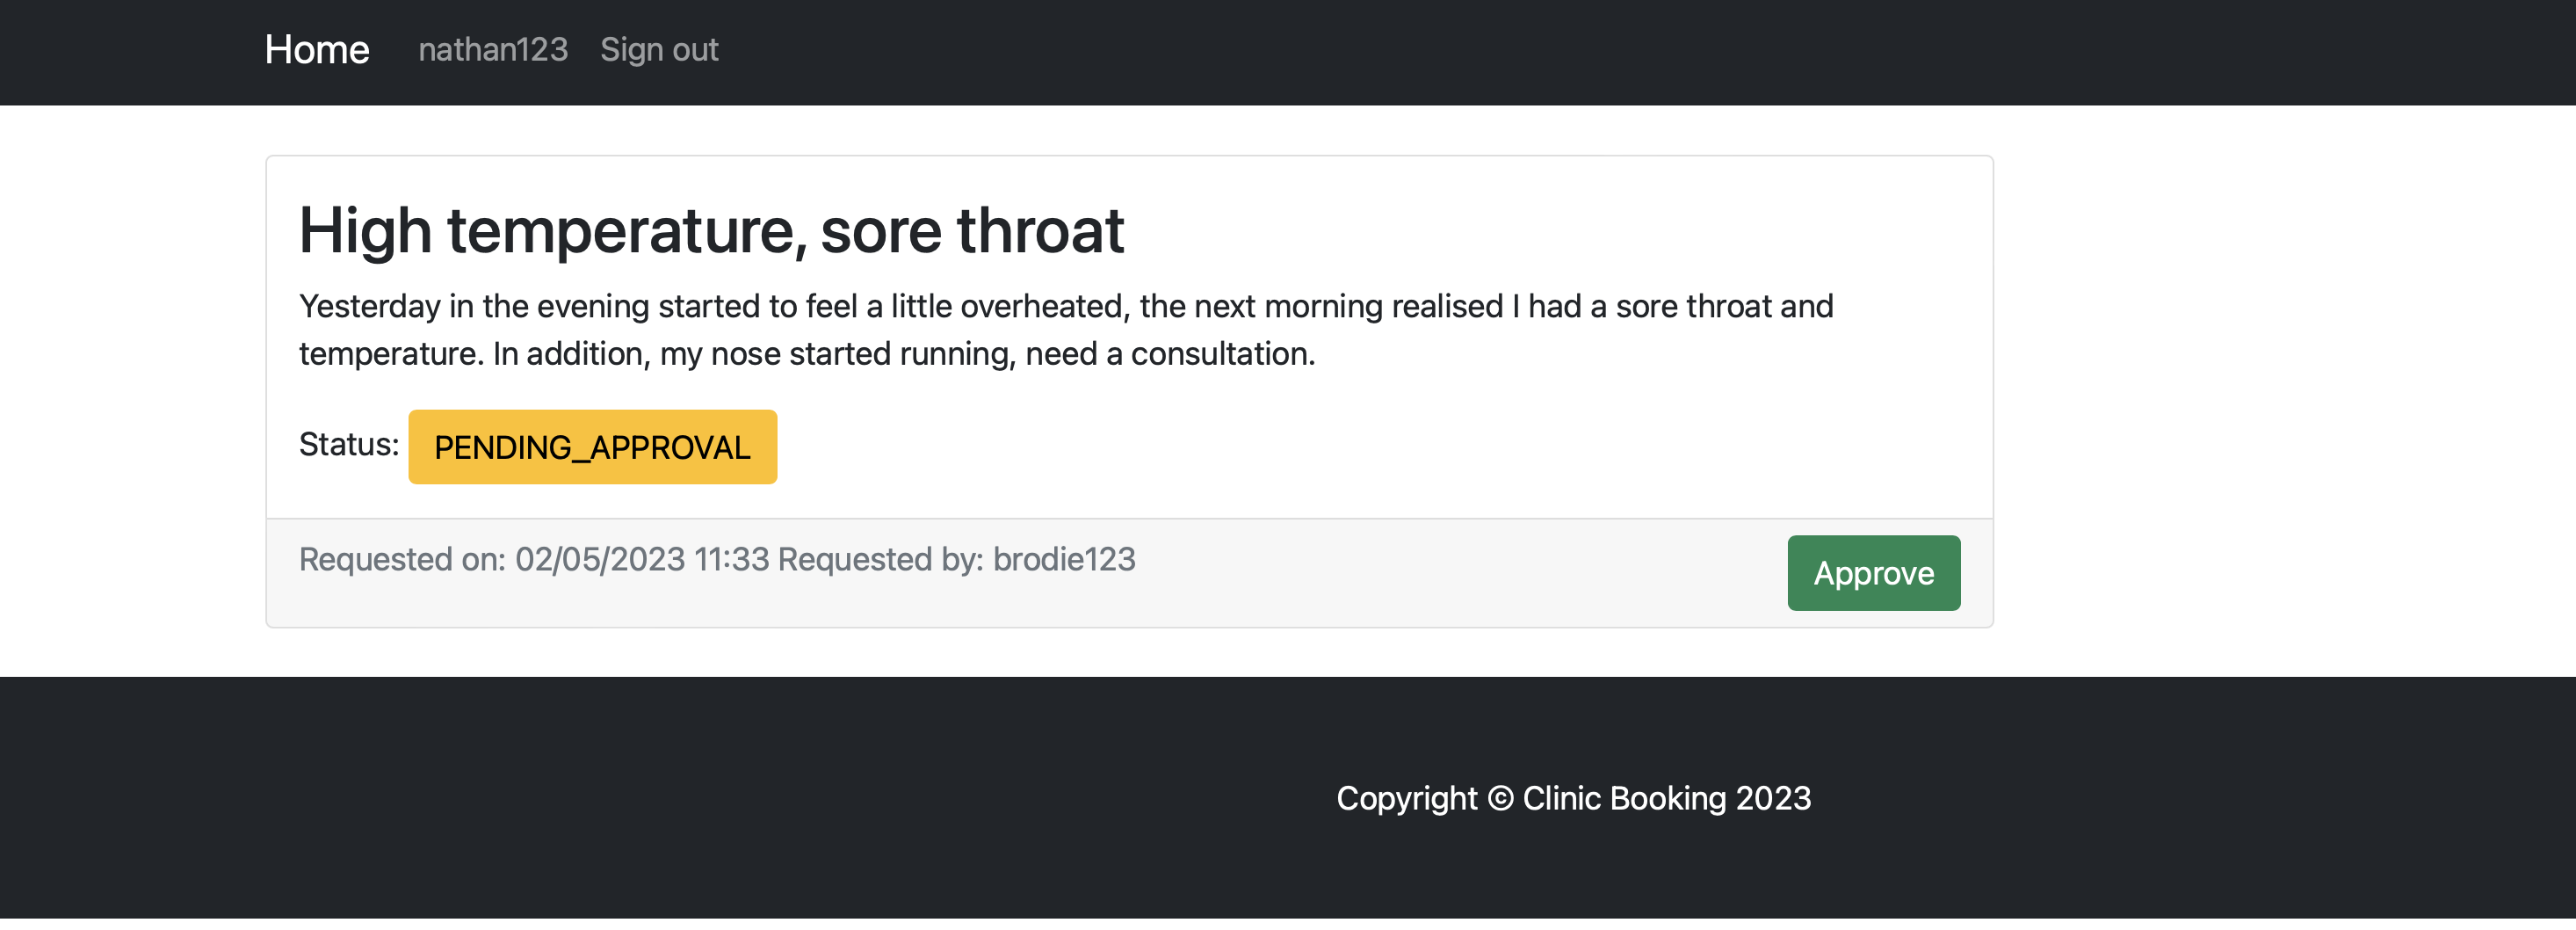 Home nathan123 Sign out
High temperature, sore throat
Yesterday in the evening started to feel a little overheated, the next morning realised I had a sore throat and
temperature. In addition, my nose started running, need a consultation.
Status: PENDING_APPROVAL
Requested on: 02/05/2023 11:33 Requested by: brodie123
Approve
Copyright © Clinic Booking 2023